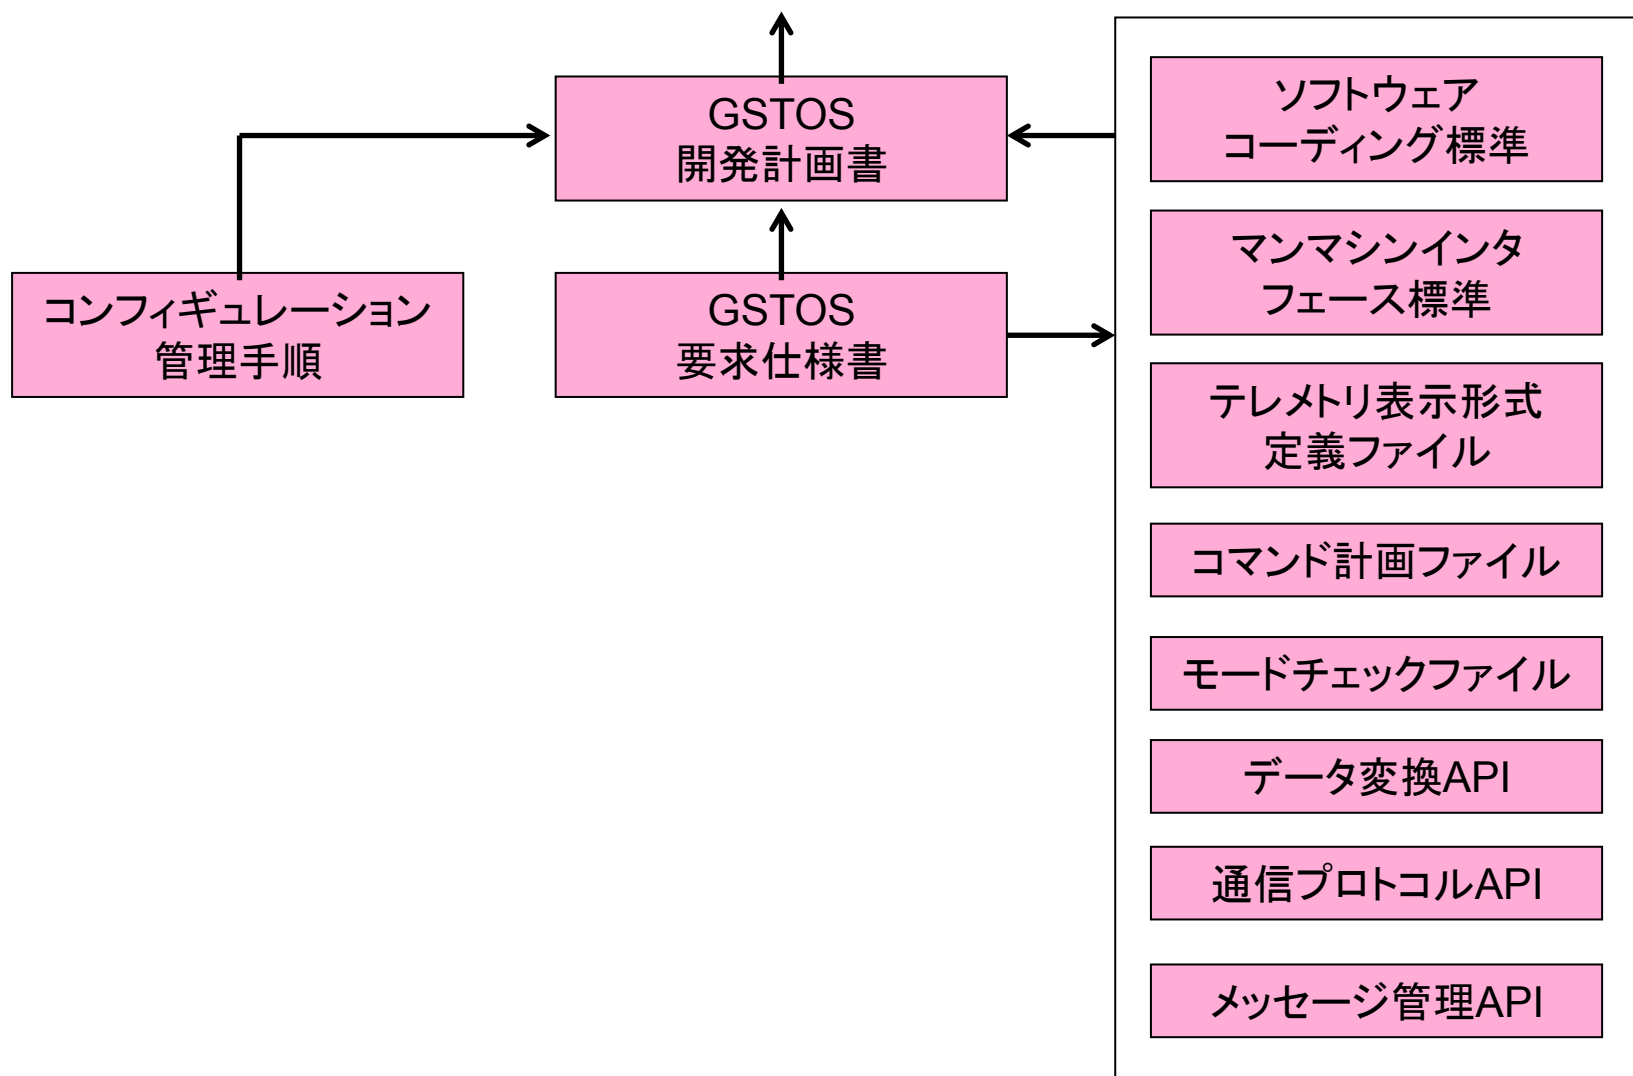 GSTOS
開発計画書
コンフィギュレーション
管理手順
GSTOS
要求仕様書
ソフトウェア
コーディング標準
マンマシンインタ
フェース標準
テレメトリ表示形式
定義ファイル
コマンド計画ファイル
モードチェックファイル
データ変換API
通信プロトコルAPI
メッセージ管理API